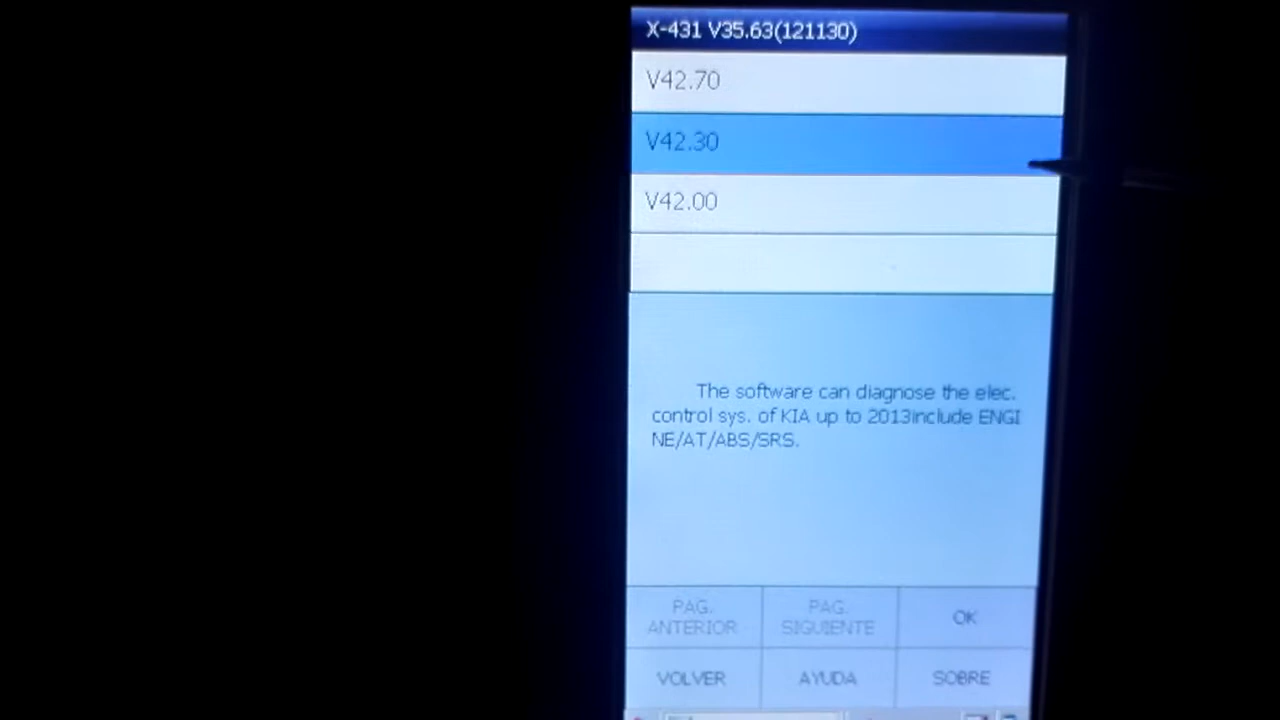 X-431 V35.63(121130)
V42.70
V42.30
V42.00
The software can diagnose the elec.
control sys. of KIA up to 2013include ENGI
NE/AT/ABS/SRS.
PAG.
ANTERIOR
PAG.
SIGUIENTE
OK
VOLVER
AYUDA
SOBRE